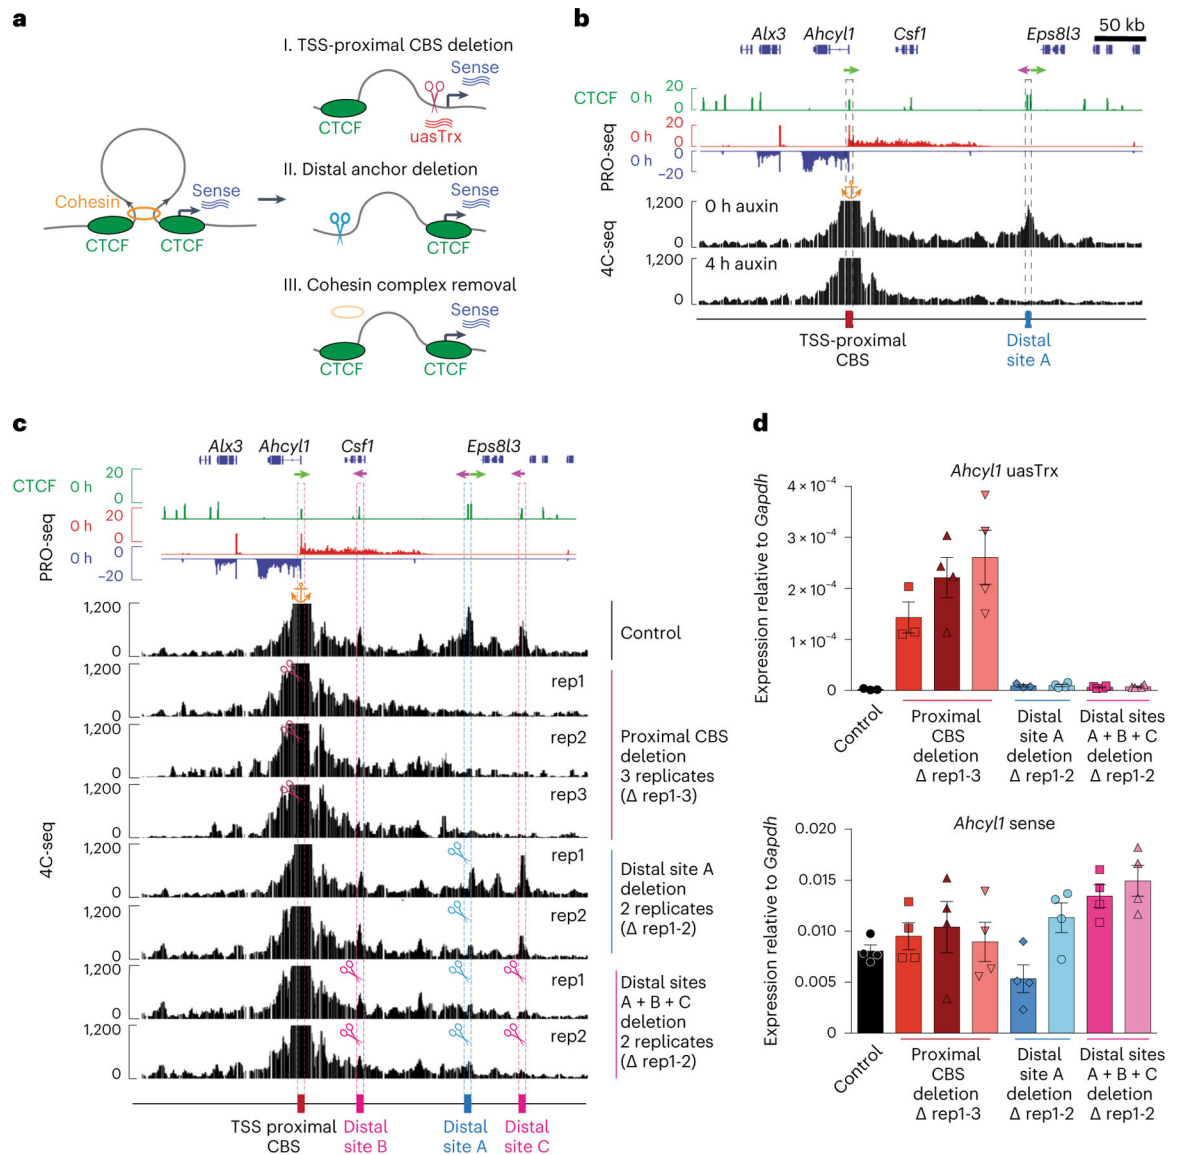 a
I. TSS-proximal CBS deletion
Sense
CTCF
uasTrx
Cohesin
Sense
CTCF
CTCF
II. Distal anchor deletion
Sense
CTCF
III. Cohesin complex removal
Sense
CTCF
CTCF
b
50 kb
Alx3
Ahcyl1
Csf1
Eps8l3
CTCF 0 h
20
0
PRO-seq
0 h
20
0
0 h
0
−20
4C-seq
1,200
0
0 h auxin
1,200
0
4 h auxin
TSS-proximal
CBS
Distal
site A
c
Alx3
Ahcyl1
Csf1
Eps8l3
CTCF 0 h
20
0
PRO-seq
0 h
20
0
0 h
0
−20
4C-seq
1,200
0
Control
1,200
0
rep1
1,200
0
rep2
1,200
0
rep3
Proximal CBS
deletion
3 replicates
(Δ rep1-3)
1,200
0
rep1
1,200
0
rep2
Distal site A
deletion
2 replicates
(Δ rep1-2)
1,200
0
rep1
1,200
0
rep2
Distal sites
A + B + C
deletion
2 replicates
(Δ rep1-2)
TSS proximal
CBS
Distal
site B
Distal
site A
Distal
site C
d
Ahcyl1 uasTrx
Expression relative to Gapdh
4 × 10⁻⁴
3 × 10⁻⁴
2 × 10⁻⁴
1 × 10⁻⁴
0
Control
Proximal
CBS
deletion
Δ rep1-3
Distal
site A
deletion
Δ rep1-2
Distal sites
A + B + C
deletion
Δ rep1-2
Ahcyl1 sense
Expression relative to Gapdh
0.020
0.015
0.010
0.005
0
Control
Proximal
CBS
deletion
Δ rep1-3
Distal
site A
deletion
Δ rep1-2
Distal sites
A + B + C
deletion
Δ rep1-2